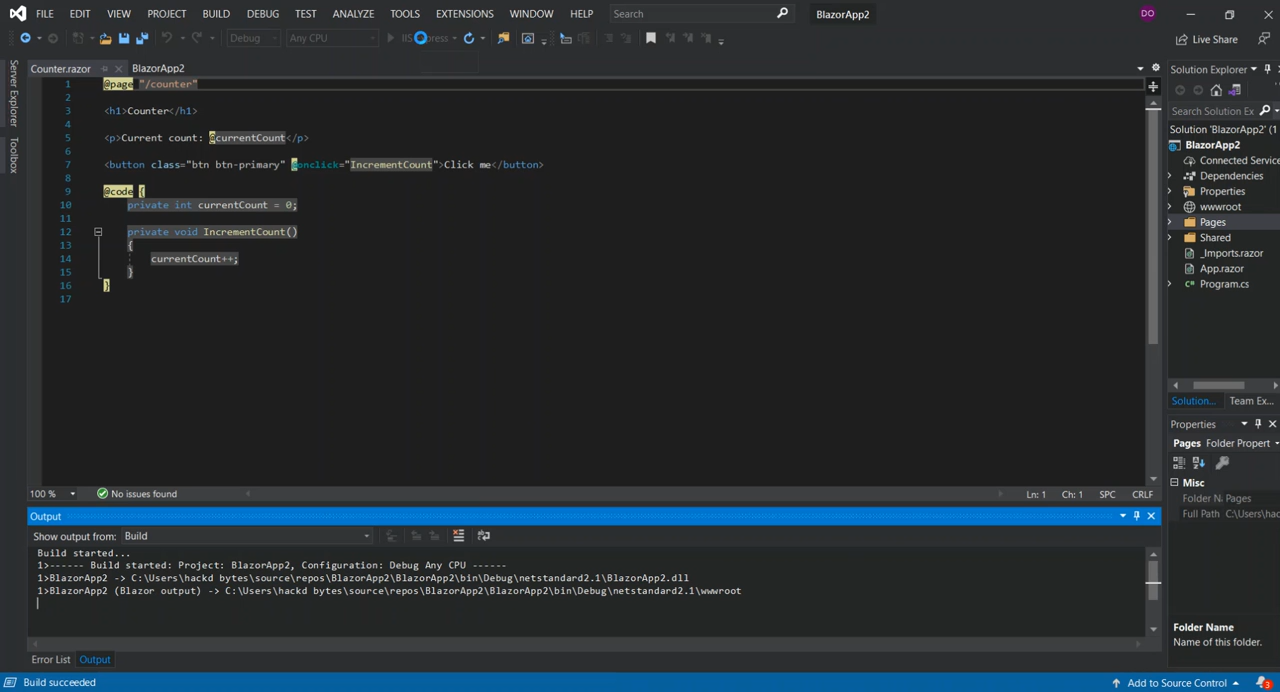 FILE EDIT VIEW PROJECT BUILD DEBUG TEST ANALYZE TOOLS EXTENSIONS WINDOW HELP Search BlazorApp2 DO
Debug Any CPU Live Share
Server Explorer
Toolbox
Counter.razor BlazorApp2
1 @page "/counter"
2
3 <h1>Counter</h1>
4
5 <p>Current count: @currentCount</p>
6
7 <button class="btn btn-primary" @onclick="IncrementCount">Click me</button>
8
9 @code {
10 private int currentCount = 0;
11
12 private void IncrementCount()
13 {
14 currentCount++;
15 }
16 }
17
100 % No issues found Ln: 1 Ch: 1 SPC CRLF
Output
Show output from: Build
Build started...
1>------ Build started: Project: BlazorApp2, Configuration: Debug Any CPU ------
1>BlazorApp2 -> C:\Users\hackd bytes\source\repos\BlazorApp2\BlazorApp2\bin\Debug\netstandard2.1\BlazorApp2.dll
1>BlazorApp2 (Blazor output) -> C:\Users\hackd bytes\source\repos\BlazorApp2\BlazorApp2\bin\Debug\netstandard2.1\wwwroot
Error List Output
Build succeeded
Solution Explorer
Search Solution Ex
Solution 'BlazorApp2'
BlazorApp2
Connected Service
Dependencies
Properties
wwwroot
Pages
Shared
_Imports.razor
App.razor
Program.cs
Solution... Team Ex...
Properties
Pages Folder Propert
Misc
Folder Na Pages
Full Path C:\Users\hac
Folder Name
Name of this folder.
Add to Source Control 3